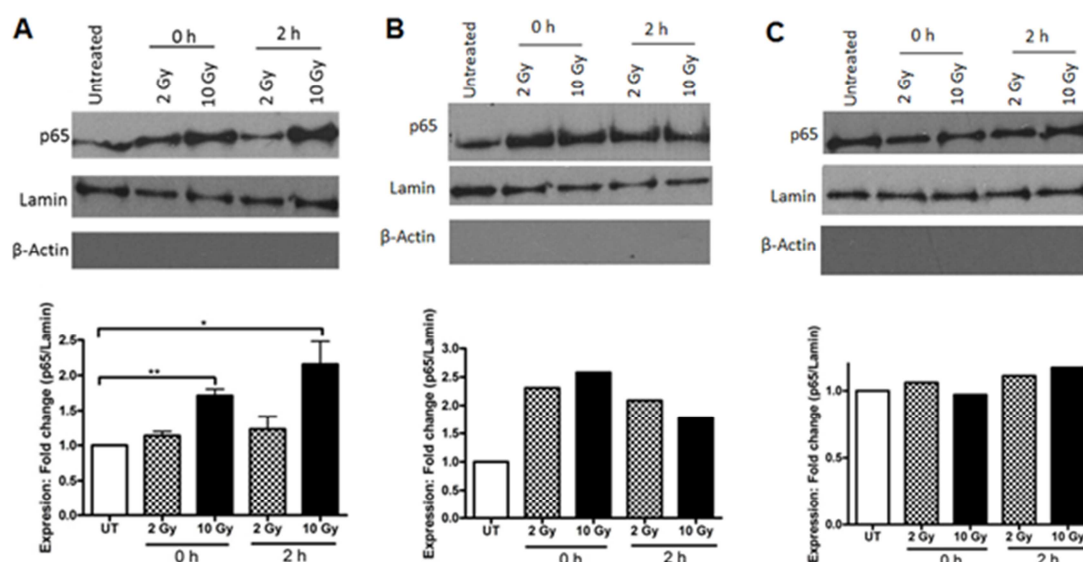 A
Untreated
0 h
2 h
2 Gy
10 Gy
2 Gy
10 Gy
p65
Lamin
β-Actin
Expression: Fold change (p65/Lamin)
2.5
2.0
1.5
1.0
0.5
0.0
*
**
UT
2 Gy
10 Gy
2 Gy
10 Gy
0 h
2 h
B
Untreated
0 h
2 h
2 Gy
10 Gy
2 Gy
10 Gy
p65
Lamin
β-Actin
Expression: Fold change (p65/Lamin)
3.0
2.5
2.0
1.5
1.0
0.5
0.0
UT
2 Gy
10 Gy
2 Gy
10 Gy
0 h
2 h
C
Untreated
0 h
2 h
2 Gy
10 Gy
2 Gy
10 Gy
p65
Lamin
β-Actin
Expression: Fold change (p65/Lamin)
1.0
0.5
0.0
UT
2 Gy
10 Gy
2 Gy
10 Gy
0 h
2 h